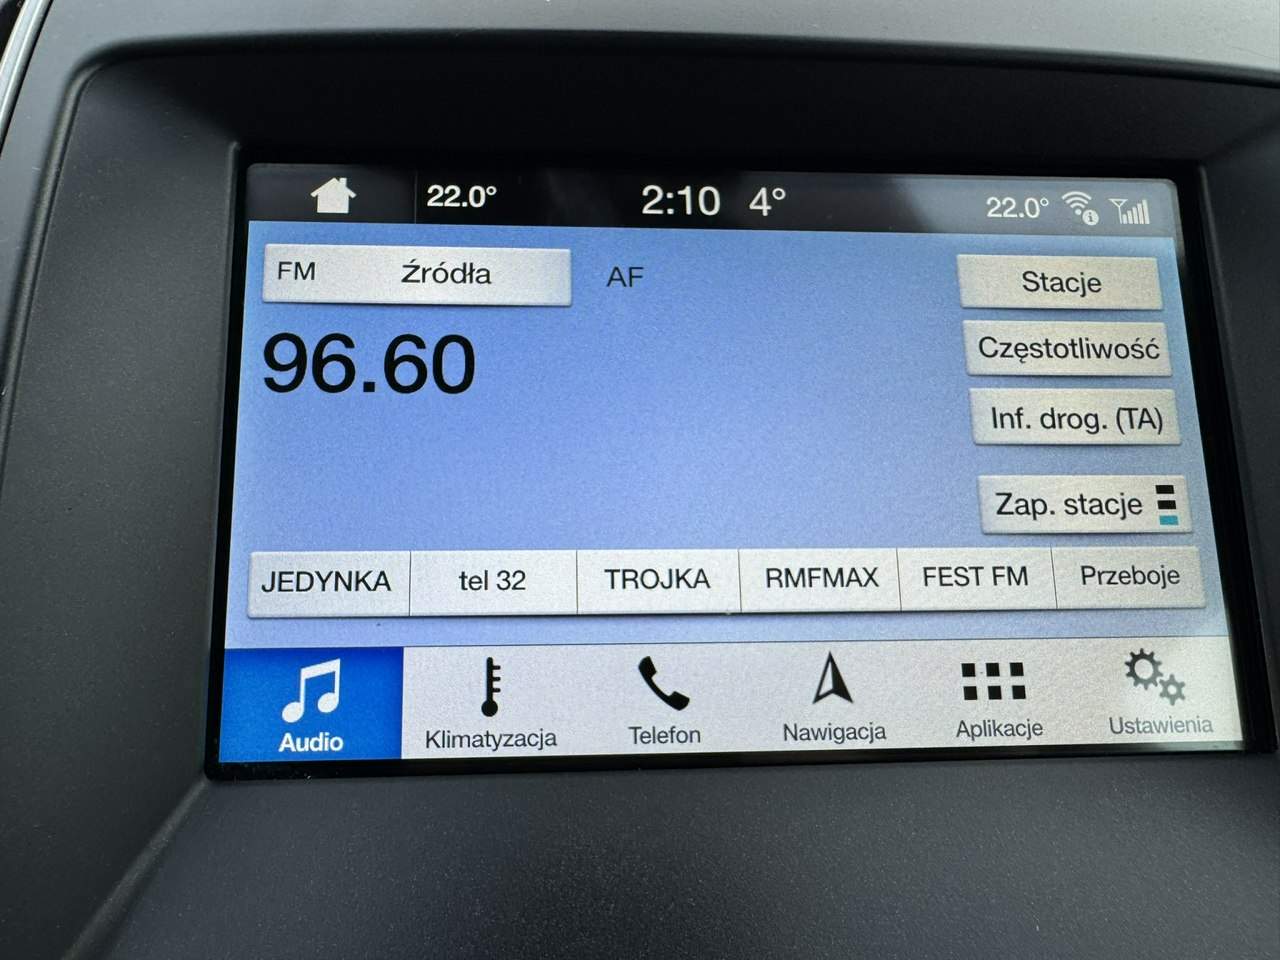 22.0° 2:10 4° 22.0°
FM Źródła AF Stacje
96.60 Częstotliwość
Inf. drog. (TA)
Zap. stacje
JEDYNKA tel 32 TROJKA RMFMAX FEST FM Przeboje
Audio Klimatyzacja Telefon Nawigacja Aplikacje Ustawienia